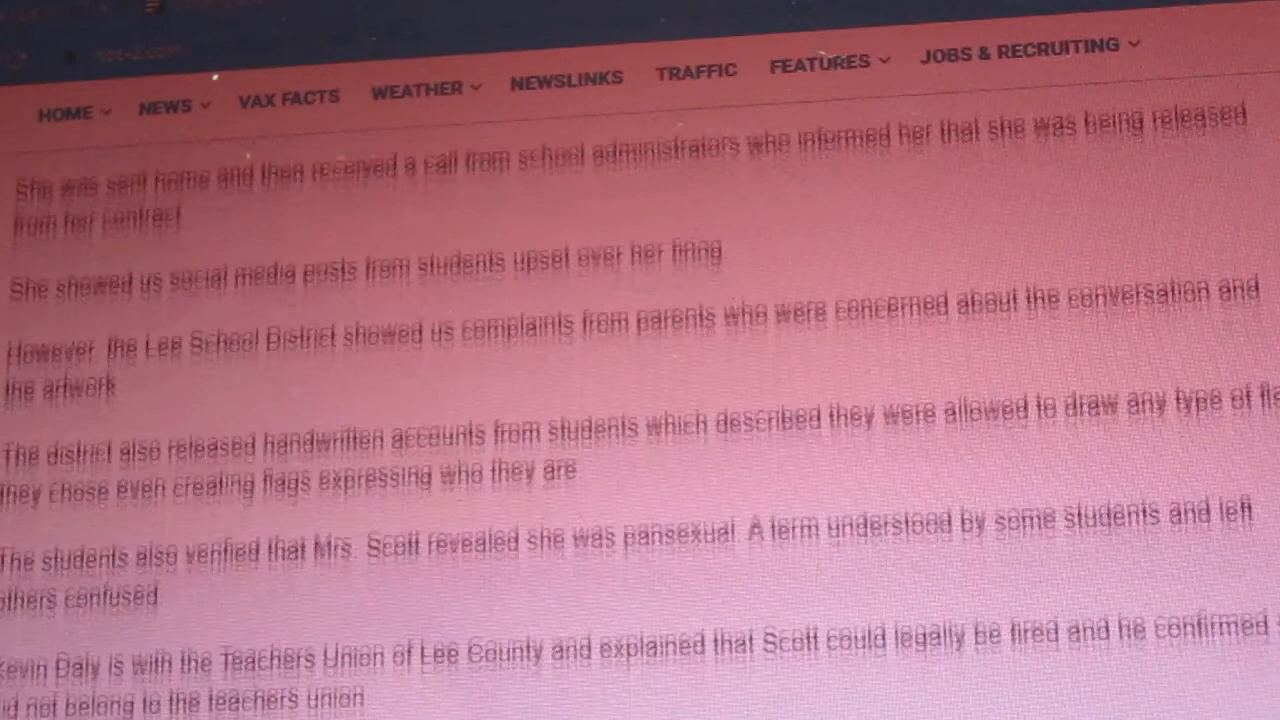 HOME NEWS VAX FACTS WEATHER NEWSLINKS TRAFFIC FEATURES JOBS & RECRUITING
She was sent home and then received a call from school administrators who informed her that she was being released
from her contract
She showed us social media posts from students upset over her firing
However, the Lee School District showed us complaints from parents who were concerned about the conversation and
the artwork
The district also released handwritten accounts from students which described they were allowed to draw any type of
they chose even creating flags expressing who they are
The students also verified that Mrs. Scott revealed she was pansexual. A term understood by some students and left
others confused
Kevin Daly is with the Teachers Union of Lee County and explained that Scott could legally be fired and he confirmed
not belong to the teachers union